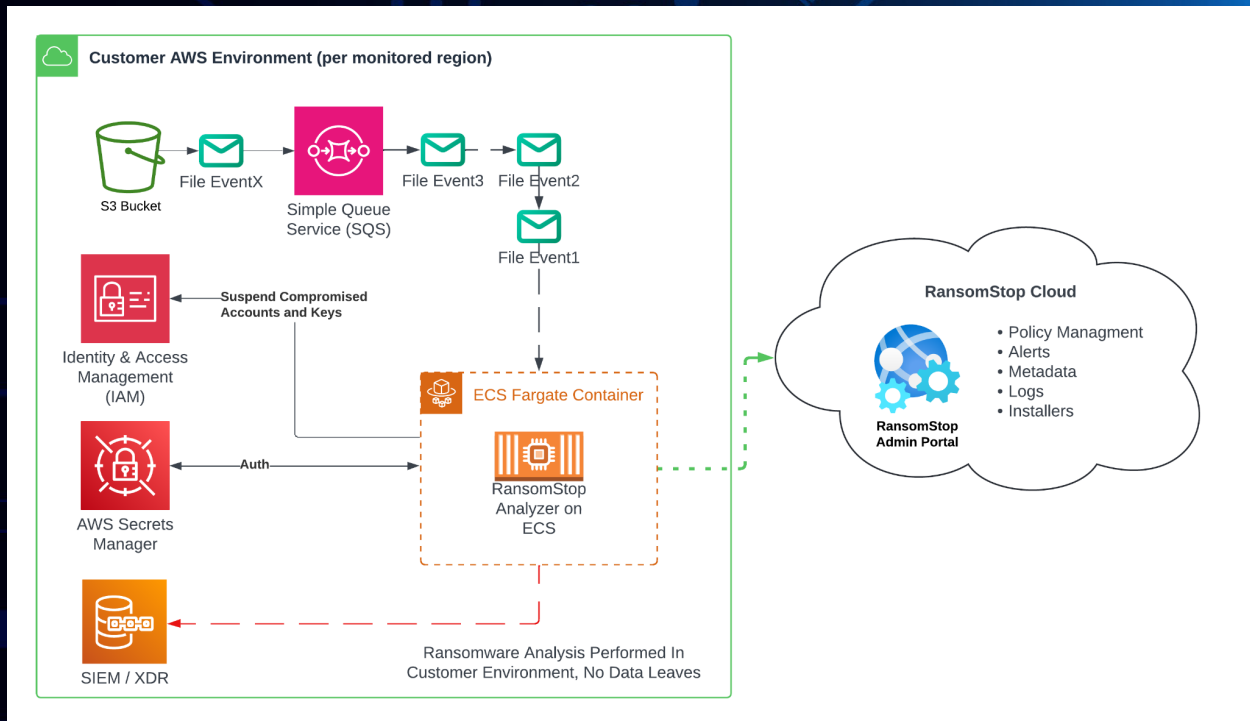 Customer AWS Environment (per monitored region)
S3 Bucket
File EventX
Simple Queue
Service (SQS)
File Event3
File Event2
File Event1
Suspend Compromised
Accounts and Keys
Identity & Access
Management
(IAM)
ECS Fargate Container
RansomStop
Analyzer on
ECS
Auth
AWS Secrets
Manager
SIEM / XDR
Ransomware Analysis Performed In
Customer Environment, No Data Leaves
RansomStop Cloud
RansomStop
Admin Portal
• Policy Managment
• Alerts
• Metadata
• Logs
• Installers